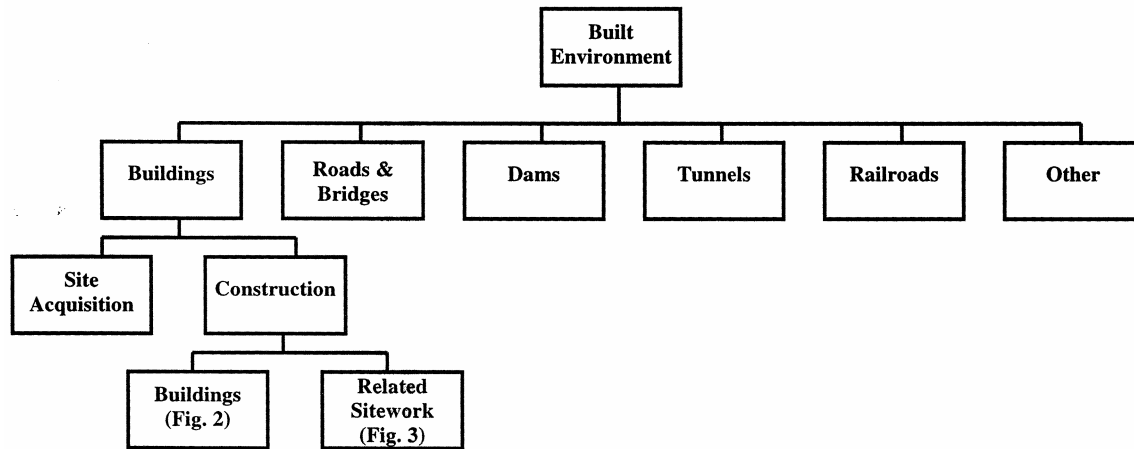 Built
Environment
Buildings
Roads &
Bridges
Dams
Tunnels
Railroads
Other
Site
Acquisition
Construction
Buildings
(Fig. 2)
Related
Sitework
(Fig. 3)